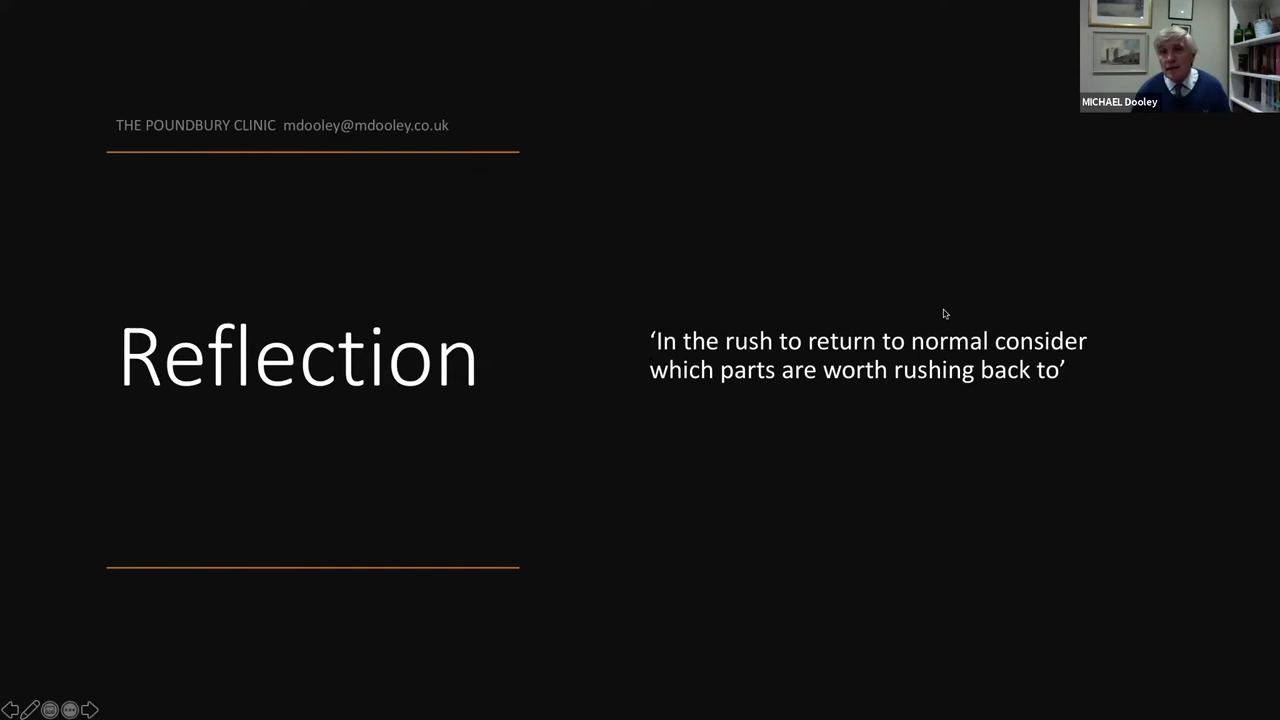 MICHAEL Dooley
THE POUNDBURY CLINIC  mdooley@mdooley.co.uk
Reflection
‘In the rush to return to normal consider
which parts are worth rushing back to’